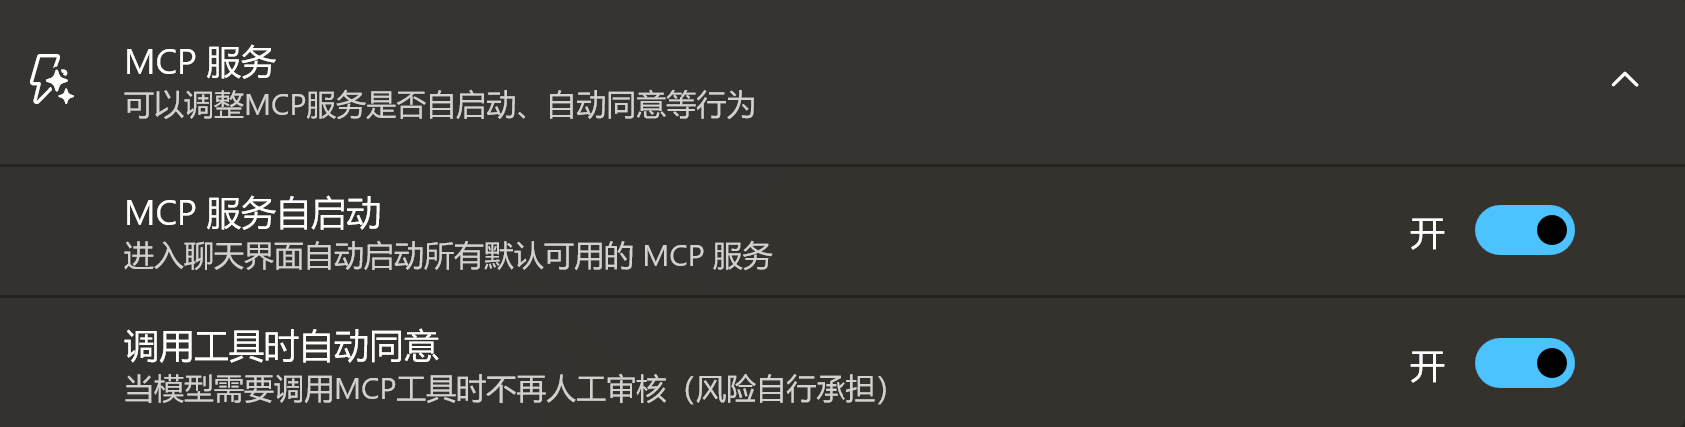 MCP 服务
可以调整MCP服务是否自启动、自动同意等行为
MCP 服务自启动
进入聊天界面自动启动所有默认可用的 MCP 服务
开
调用工具时自动同意
当模型需要调用MCP工具时不再人工审核（风险自行承担）
开